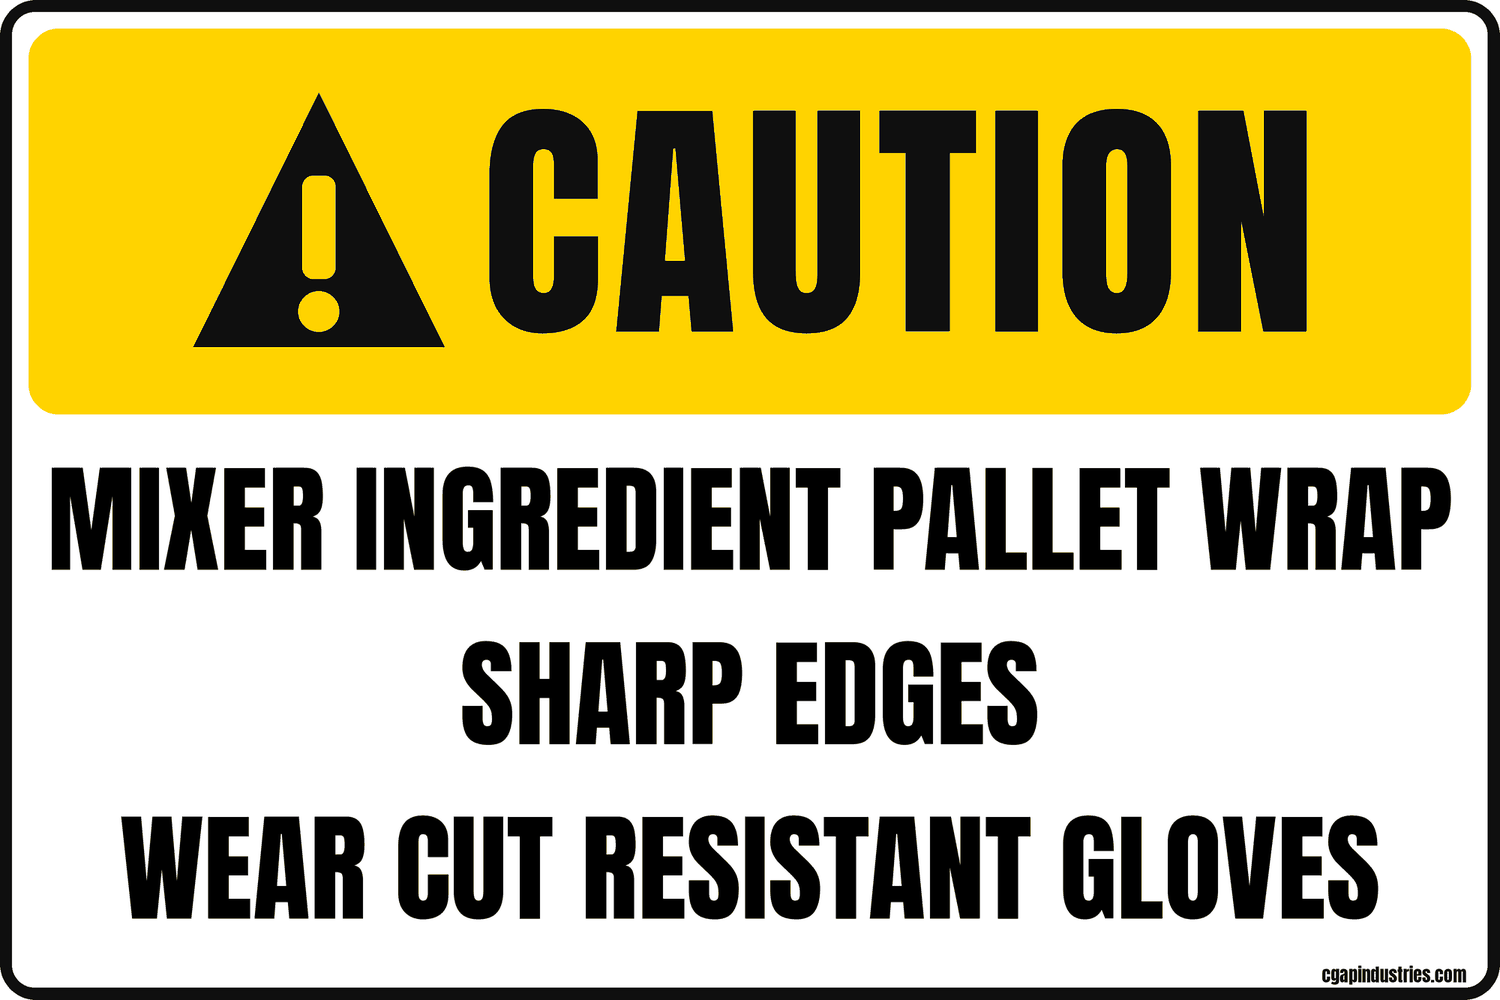 CAUTION
MIXER INGREDIENT PALLET WRAP
SHARP EDGES
WEAR CUT RESISTANT GLOVES
cgapindustries.com